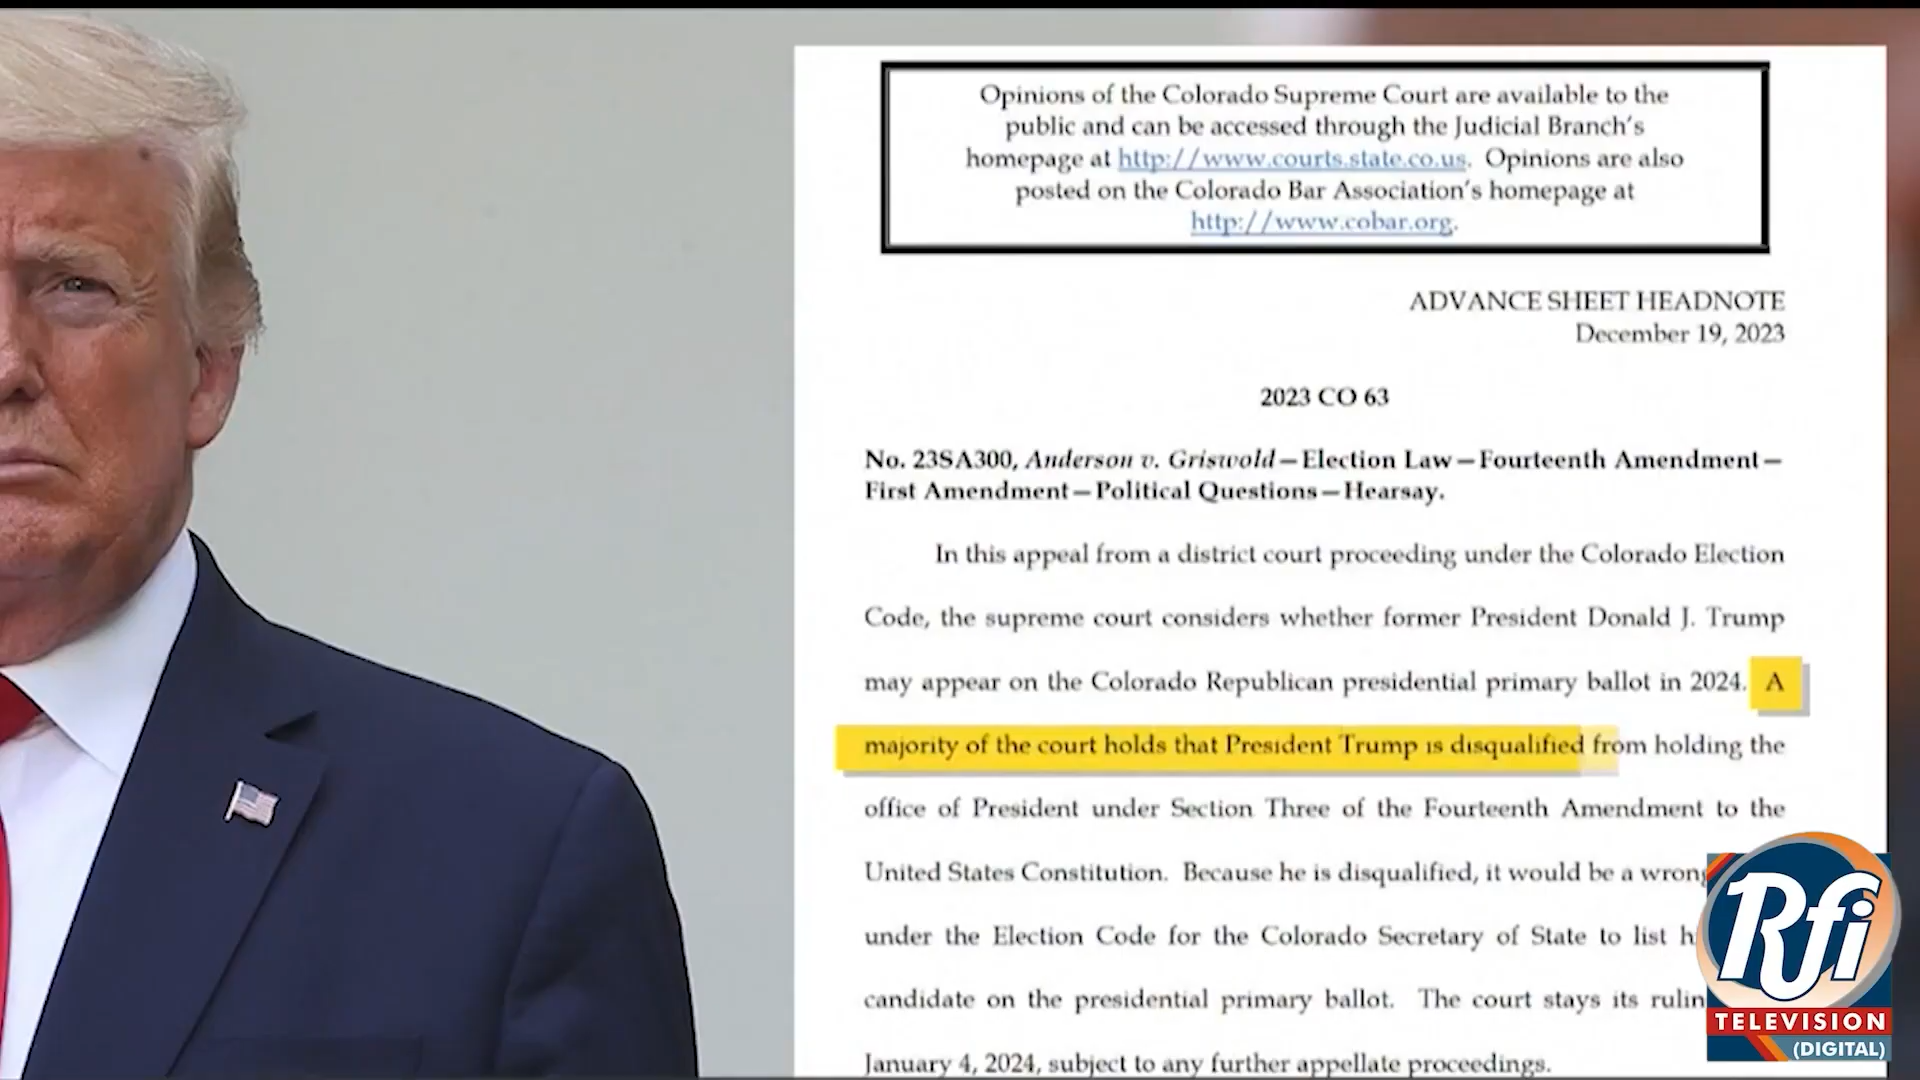 Opinions of the Colorado Supreme Court are available to the
public and can be accessed through the Judicial Branch's
homepage at http://www.courts.state.co.us. Opinions are also
posted on the Colorado Bar Association's homepage at
http://www.cobar.org.
ADVANCE SHEET HEADNOTE
December 19, 2023
2023 CO 63
No. 23SA300, Anderson v. Griswold—Election Law—Fourteenth Amendment—
First Amendment—Political Questions—Hearsay.
In this appeal from a district court proceeding under the Colorado Election
Code, the supreme court considers whether former President Donald J. Trump
may appear on the Colorado Republican presidential primary ballot in 2024. A
majority of the court holds that President Trump is disqualified from holding the
office of President under Section Three of the Fourteenth Amendment to the
United States Constitution. Because he is disqualified, it would be a
under the Election Code for the Colorado Secretary of State to list
candidate on the presidential primary ballot. The court stays its
January 4, 2024, subject to any further appellate proceedings.
Rfi
TELEVISION
(DIGITAL)